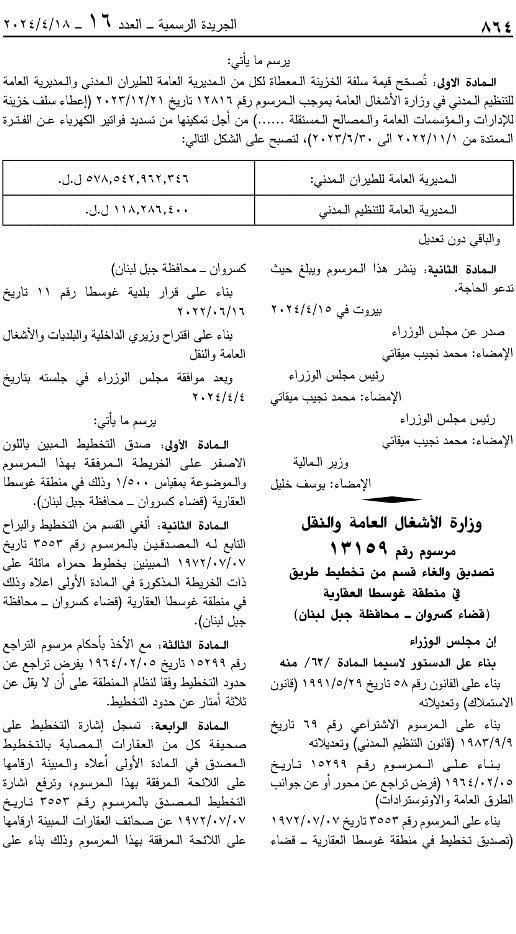 ٨٦٤
الجريدة الرسمية ـ العدد ١٦ ـ ٢٠٢٤/٤/١٨
يرسم ما يأتي:
المادة الاولى: تُصحّح قيمة سلفة الخزينة المعطاة لكل من المديرية العامة للطيران المدني والمديرية العامة
للتنظيم المدني في وزارة الأشغال العامة بموجب المرسوم رقم ١٢٨١٦ تاريخ ٢٠٢٣/١٢/٢١ (إعطاء سلف خزينة
للإدارات والمؤسسات العامة والمصالح المستقلة ......) من أجل تمكينها من تسديد فواتير الكهرباء عن الفترة
الممتدة من ٢٠٢٢/١١/١ الى ٢٠٢٣/٦/٣٠)، لتصبح على الشكل التالي:
المديرية العامة للطيران المدني: ٥٧٨,٥٤٢,٩٦٢,٣٤٦ ل.ل.
المديرية العامة للتنظيم المدني ١١٨,٢٨٦,٤٠٠ ل.ل.
والباقي دون تعديل
المادة الثانية: ينشر هذا المرسوم ويبلغ حيث
تدعو الحاجة.
بيروت في ٢٠٢٤/٤/١٥
صدر عن مجلس الوزراء
الإمضاء: محمد نجيب ميقاتي
رئيس مجلس الوزراء
الإمضاء: محمد نجيب ميقاتي
رئيس مجلس الوزراء
الإمضاء: محمد نجيب ميقاتي
وزير المالية
الإمضاء: يوسف خليل
وزارة الأشغال العامة والنقل
مرسوم رقم ١٣١٥٩
تصديق والغاء قسم من تخطيط طريق
في منطقة غوسطا العقارية
(قضاء كسروان ـ محافظة جبل لبنان)
إن مجلس الوزراء
بناء على الدستور لاسيما المادة /٦٢/ منه
بناء على القانون رقم ٥٨ تاريخ ١٩٩١/٥/٢٩ (قانون
الاستملاك) وتعديلاته
بناء على المرسوم الاشتراعي رقم ٦٩ تاريخ
١٩٨٣/٩/٩ (قانون التنظيم المدني) وتعديلاته
بناء على المرسوم رقم ١٥٢٩٩ تاريخ
١٩٦٤/٠٢/٠٥ (فرض تراجع عن محور أو عن جوانب
الطرق العامة والاوتوسترادات)
بناء على المرسوم رقم ٣٥٥٣ تاريخ ١٩٧٢/٠٧/٠٧
(تصديق تخطيط في منطقة غوسطا العقارية ـ قضاء
كسروان ـ محافظة جبل لبنان)
بناء على قرار بلدية غوسطا رقم ١١ تاريخ
٢٠٢٢/٠٦/١٦
بناء على اقتراح وزيري الداخلية والبلديات والأشغال
العامة والنقل
وبعد موافقة مجلس الوزراء في جلسته بتاريخ
٢٠٢٤/٤/٤
يرسم ما يأتي:
المادة الأولى: صدق التخطيط المبين باللون
الاصفر على الخريطة المرفقة بهذا المرسوم
والموضوعة بمقياس ١/٥٠٠ وذلك في منطقة غوسطا
العقارية (قضاء كسروان ـ محافظة جبل لبنان).
المادة الثانية: ألغي القسم من التخطيط والبراح
التابع له المصدقين بالمرسوم رقم ٣٥٥٣ تاريخ
١٩٧٢/٠٧/٠٧ المبينين بخطوط حمراء مائلة على
ذات الخريطة المذكورة في المادة الأولى اعلاه وذلك
في منطقة غوسطا العقارية (قضاء كسروان ـ محافظة
جبل لبنان).
المادة الثالثة: مع الأخذ بأحكام مرسوم التراجع
رقم ١٥٢٩٩ تاريخ ١٩٦٤/٠٢/٠٥ يفرض تراجع عن
حدود التخطيط وفقا لنظام المنطقة على أن لا يقل عن
ثلاثة أمتار عن حدود التخطيط.
المادة الرابعة: تسجل إشارة التخطيط على
صحيفة كل من العقارات المصابة بالتخطيط
المصدق في المادة الأولى أعلاه والمبينة ارقامها
على اللائحة المرفقة بهذا المرسوم، وترفع اشارة
التخطيط المصدق بالمرسوم رقم ٣٥٥٣ تاريخ
١٩٧٢/٠٧/٠٧ عن صحائف العقارات المبينة ارقامها
على اللائحة المرفقة بهذا المرسوم وذلك بناء على